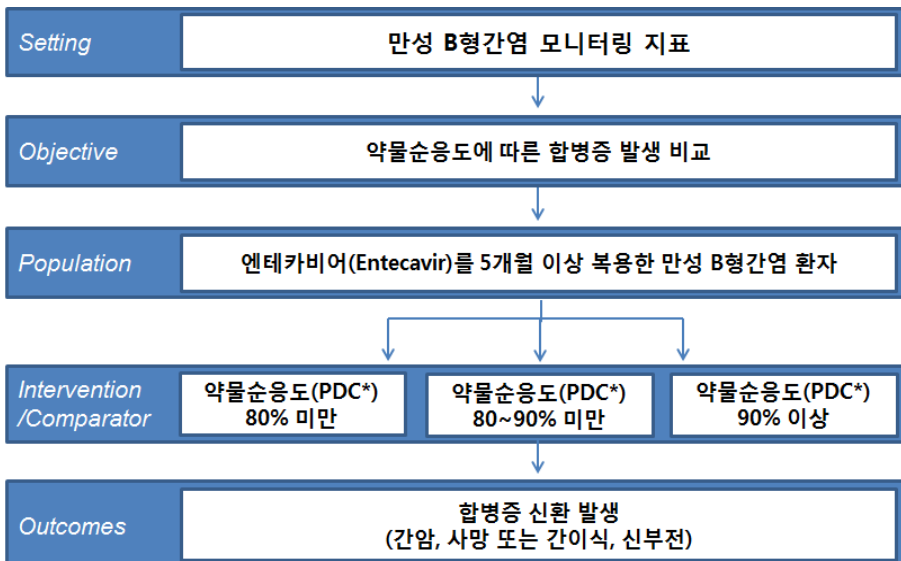 Setting
만성 B형간염 모니터링 지표
Objective
약물순응도에 따른 합병증 발생 비교
Population
엔테카비어(Entecavir)를 5개월 이상 복용한 만성 B형간염 환자
Intervention
/Comparator
약물순응도(PDC*)
80% 미만
약물순응도(PDC*)
80~90% 미만
약물순응도(PDC*)
90% 이상
Outcomes
합병증 신환 발생
(간암, 사망 또는 간이식, 신부전)